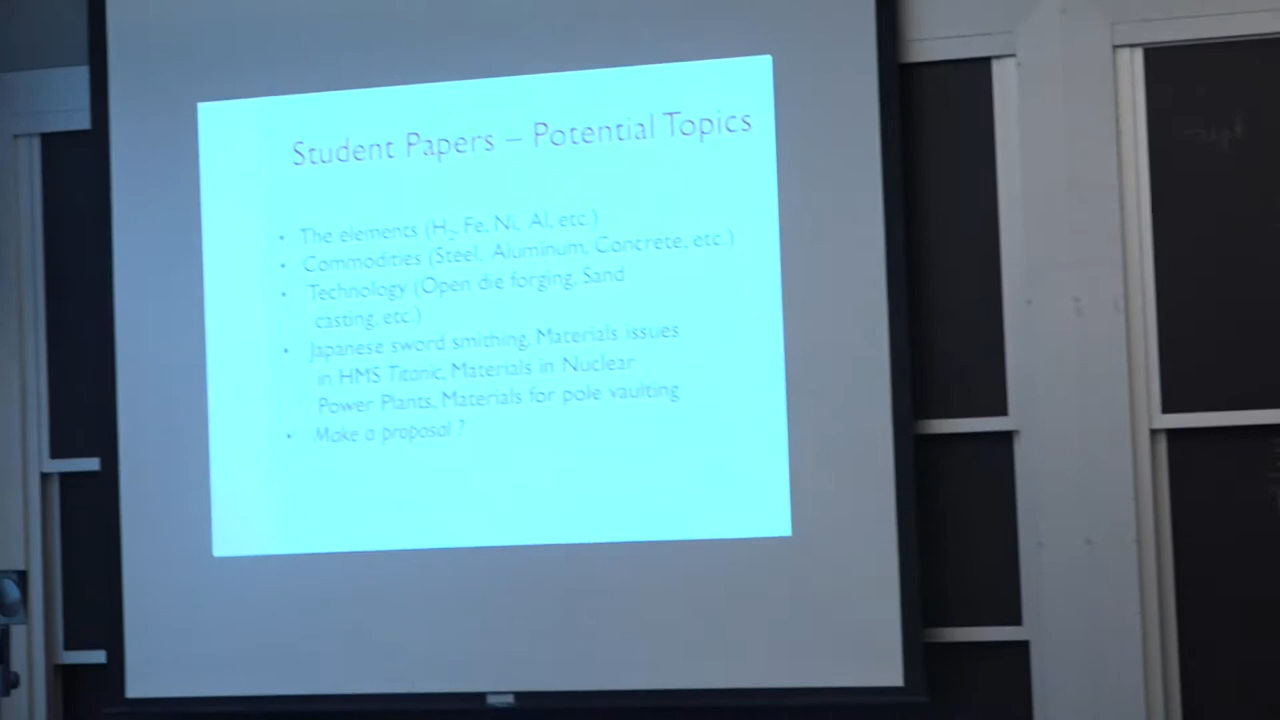 Student Papers – Potential Topics
• The elements (H₂, Fe, Ni, Al, etc.)
• Commodities (Steel, Aluminum, Concrete, etc.)
• Technology (Open die forging, Sand
casting, etc.)
• Japanese sword smithing, Materials issues
in HMS Titanic, Materials in Nuclear
Power Plants, Materials for pole vaulting
• Make a proposal ?